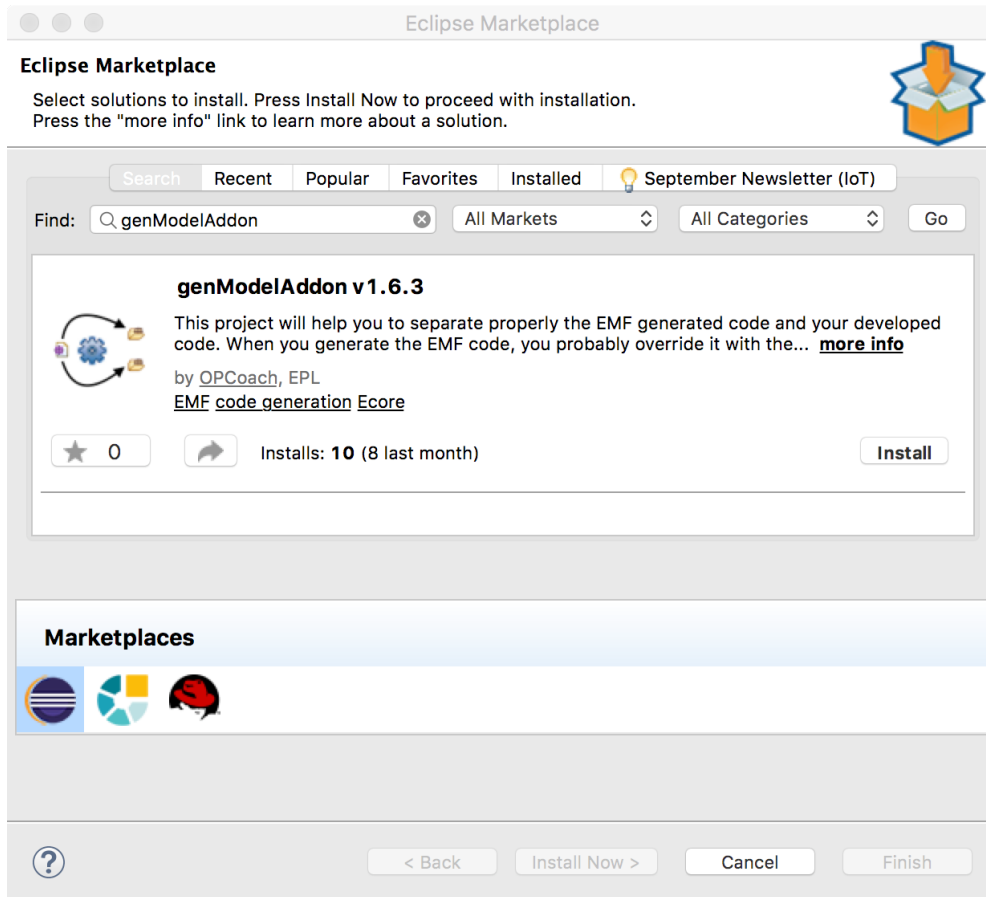 Eclipse Marketplace
Eclipse Marketplace
Select solutions to install. Press Install Now to proceed with installation.
Press the "more info" link to learn more about a solution.
Search Recent Popular Favorites Installed September Newsletter (IoT)
Find: genModelAddon All Markets All Categories Go
genModelAddon v1.6.3
This project will help you to separate properly the EMF generated code and your developed
code. When you generate the EMF code, you probably override it with the... more info
by OPCoach, EPL
EMF code generation Ecore
0 Installs: 10 (8 last month) Install
Marketplaces
? < Back Install Now > Cancel Finish